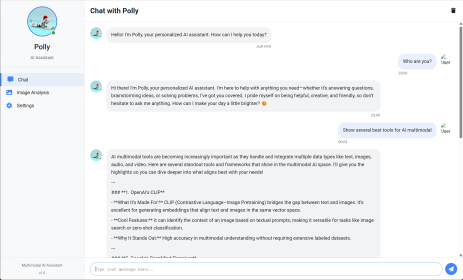 Polly
AI Assistant
Chat
Image Analysis
Settings
Multimodal AI Assistant
Chat with Polly
Hello! I'm Polly, your personalized AI assistant. How can I help you today?
Just now
Who are you?
User
Hi there! I'm Polly, your personalized AI assistant. I'm here to help with anything you need—whether it's answering questions,
brainstorming ideas, or solving problems, I've got you covered. I pride myself on being helpful, creative, and friendly, so don't
hesitate to ask me anything. How can I make your day a little brighter? 😊
Show several best tools for AI multimodal
User
AI multimodal tools are becoming increasingly important as they handle and integrate multiple data types like text, images,
audio, and video. Here are several standout tools and frameworks that shine in the multimodal AI space. I'll give you the
highlights so you can dive deeper into what aligns best with your needs!
---
### **1. OpenAI's CLIP**
- **What It's Made For:** CLIP (Contrastive Language–Image Pretraining) bridges the gap between text and images. It's
excellent for generating embeddings that align text and images in the same vector space.
- **Cool Features:** It can identify the context of an image based on textual prompts, making it versatile for tasks like image
search or zero-shot classification.
- **Why It Stands Out:** High accuracy in multimodal understanding without requiring extensive labeled datasets.
Type your message here...